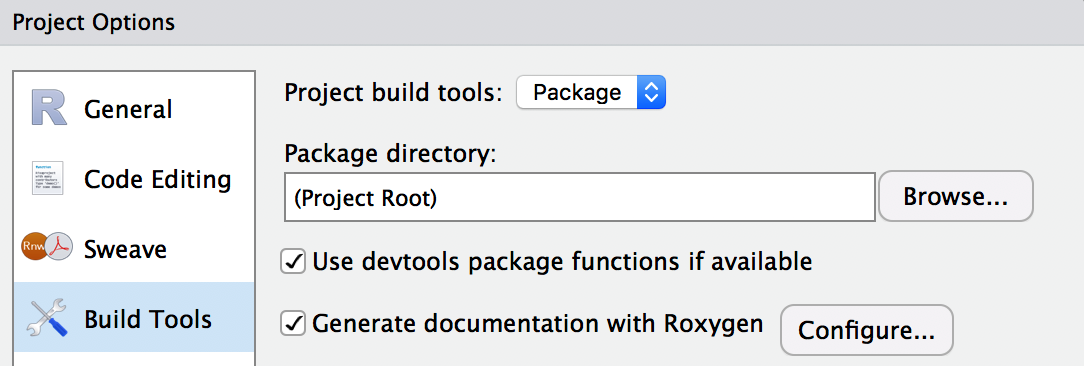 Project Options
General
Code Editing
Rnw
Sweave
Build Tools
Project build tools: Package
Package directory:
(Project Root)
Browse...
Use devtools package functions if available
Generate documentation with Roxygen
Configure...